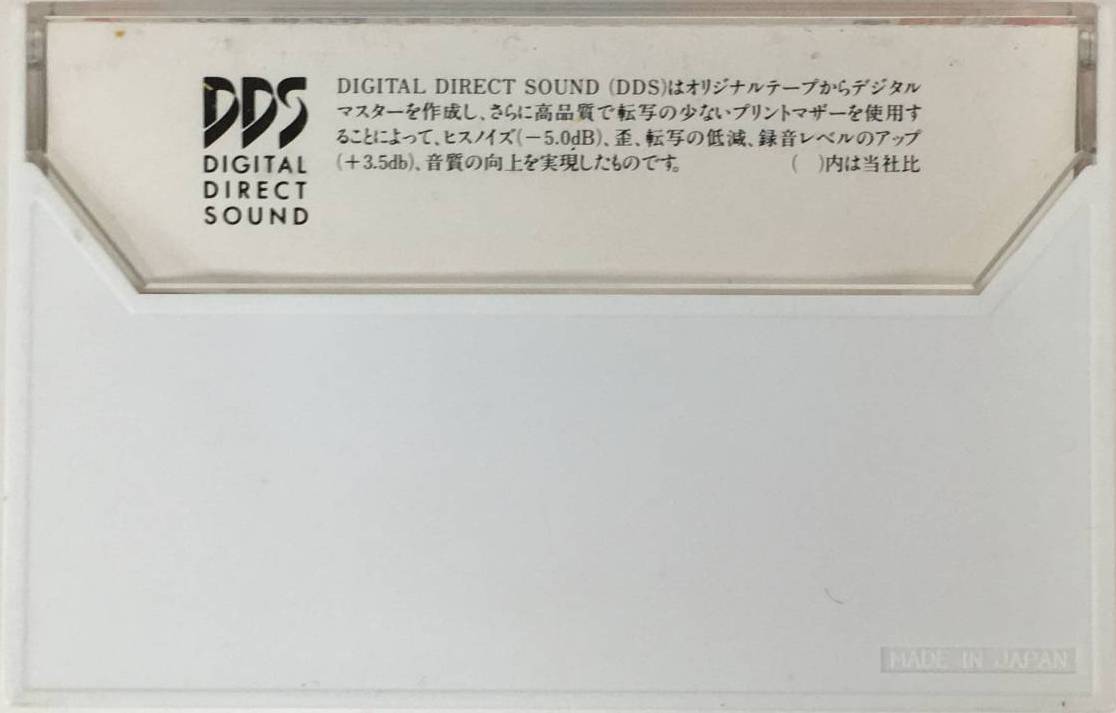 DDS
DIGITAL
DIRECT
SOUND
DIGITAL DIRECT SOUND (DDS)はオリジナルテープからデジタル
マスターを作成し、さらに高品質で転写の少ないプリントマザーを使用す
ることによって、ヒスノイズ(－5.0dB)、歪、転写の低減、録音レベルのアップ
(＋3.5db)、音質の向上を実現したものです。 ( )内は当社比
MADE IN JAPAN